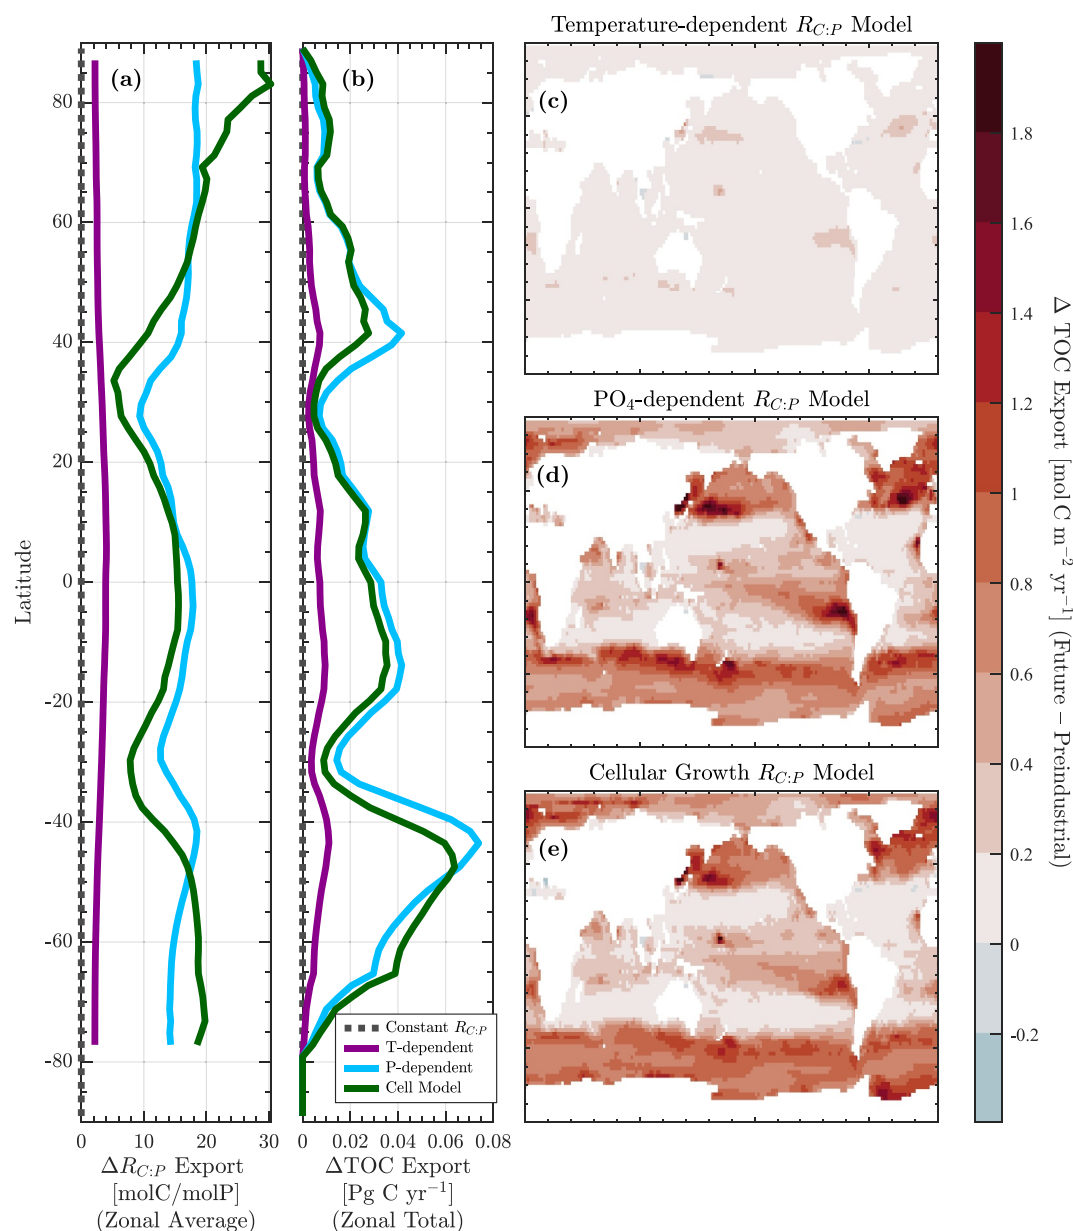 Temperature-dependent R_{C:P} Model
(a)
(b)
(c)
PO₄-dependent R_{C:P} Model
(d)
Cellular Growth R_{C:P} Model
(e)
Latitude
80
60
40
20
0
-20
-40
-60
-80
0 10 20 30
ΔR_{C:P} Export
[molC/molP]
(Zonal Average)
0 0.02 0.04 0.06 0.08
ΔTOC Export
[Pg C yr⁻¹]
(Zonal Total)
Constant R_{C:P}
T-dependent
P-dependent
Cell Model
1.8
1.6
1.4
1.2
1
0.8
0.6
0.4
0.2
0
-0.2
Δ TOC Export [mol C m⁻² yr⁻¹] (Future − Preindustrial)